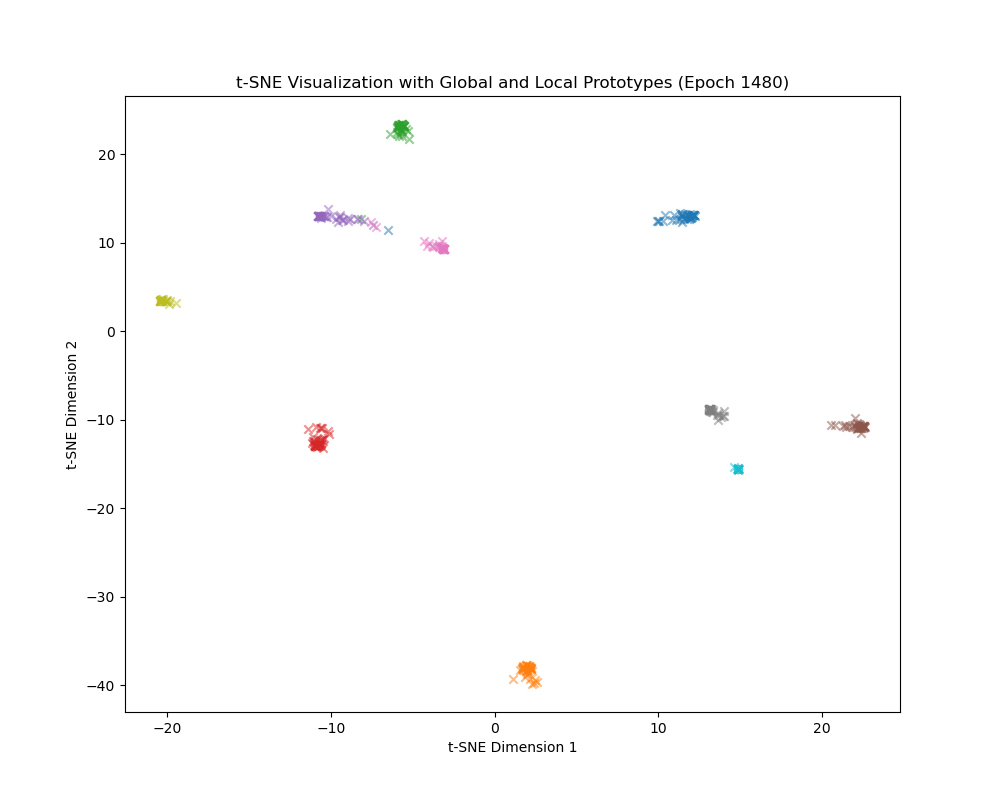 t-SNE Visualization with Global and Local Prototypes (Epoch 1480)
t-SNE Dimension 2
20
10
0
−10
−20
−30
−40
−20 −10 0 10 20
t-SNE Dimension 1